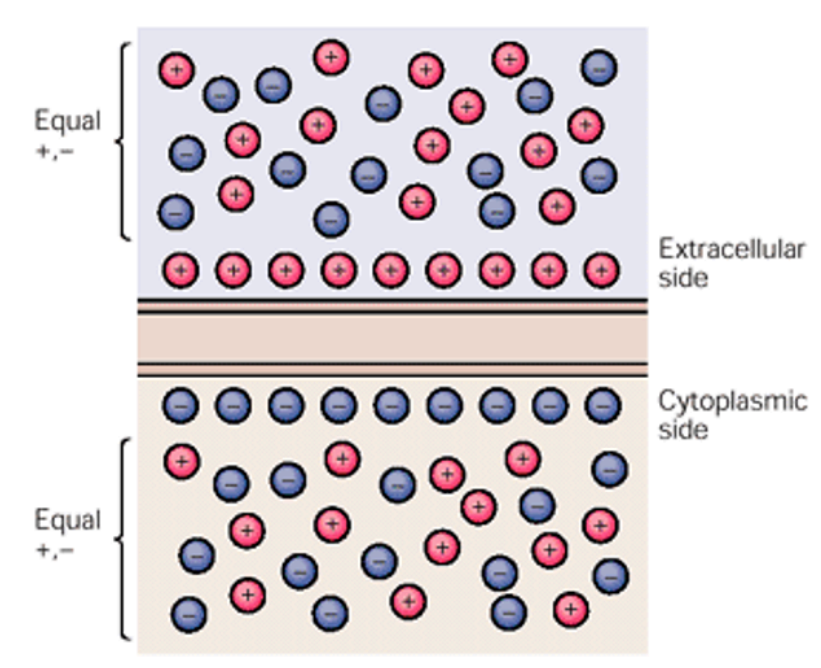 Equal
+,−
Extracellular
side
Cytoplasmic
side
Equal
+,−